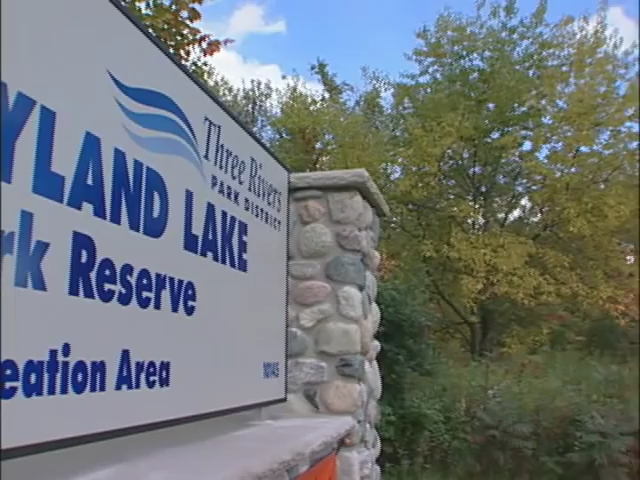 Three Rivers
PARK DISTRICT
YLAND LAKE
rk Reserve
eation Area